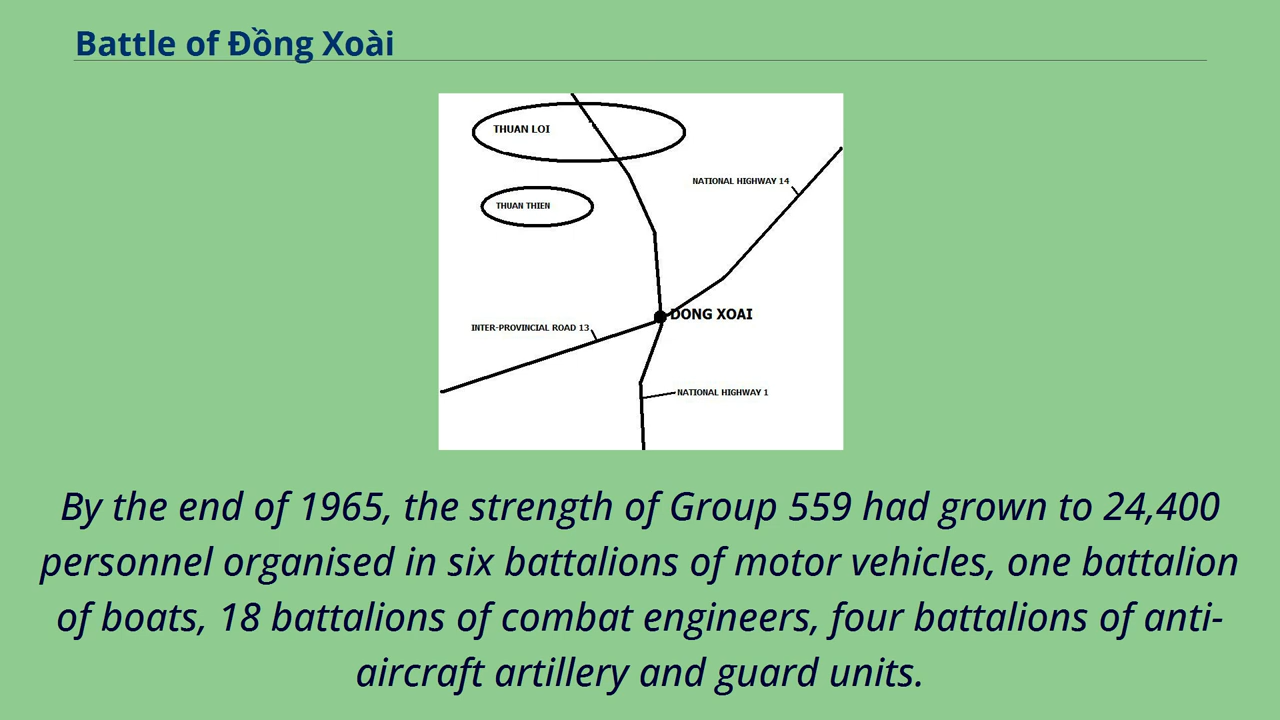 Battle of Đồng Xoài
THUAN LOI
NATIONAL HIGHWAY 14
THUAN THIEN
DONG XOAI
INTER-PROVINCIAL ROAD 13
NATIONAL HIGHWAY 1
By the end of 1965, the strength of Group 559 had grown to 24,400
personnel organised in six battalions of motor vehicles, one battalion
of boats, 18 battalions of combat engineers, four battalions of anti-
aircraft artillery and guard units.